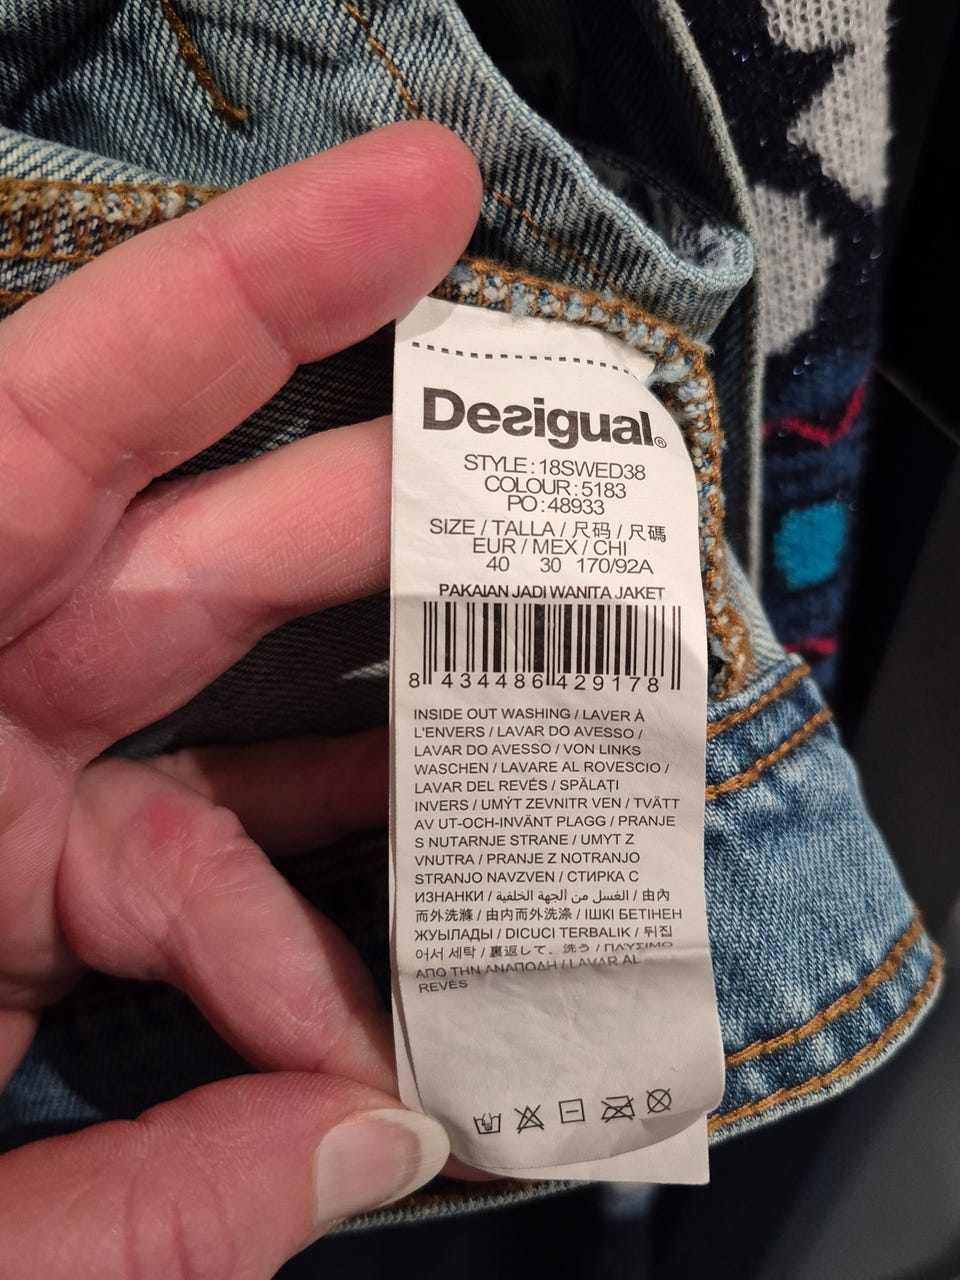 Desigual®
STYLE : 18SWED38
COLOUR : 5183
PO : 48933
SIZE / TALLA / 尺码 / 尺碼
EUR / MEX / CHI
40 30 170/92A
PAKAIAN JADI WANITA JAKET
8 434486 429178
INSIDE OUT WASHING / LAVER À
L'ENVERS / LAVAR DO AVESSO /
LAVAR DO AVESSO / VON LINKS
WASCHEN / LAVARE AL ROVESCIO /
LAVAR DEL REVÉS / SPĂLAȚI
INVERS / UMÝT ZEVNITR VEN / TVÄTT
AV UT-OCH-INVÄNT PLAGG / PRANJE
S NUTARNJE STRANE / UMYT Z
VNUTRA / PRANJE Z NOTRANJO
STRANJO NAVZVEN / СТИРКА С
ИЗНАНКИ / الغسل من الجهة الخلفية / 由內
而外洗滌 / 由内而外洗涤 / ІШКІ БЕТІНЕН
ЖУЫЛАДЫ / DICUCI TERBALIK / 뒤집
어서 세탁 / 裏返して、洗う / ΠΛΥΣΙΜΟ
ΑΠΟ ΤΗΝ ΑΝΑΠΟΔΗ / LAVAR AL
REVÉS